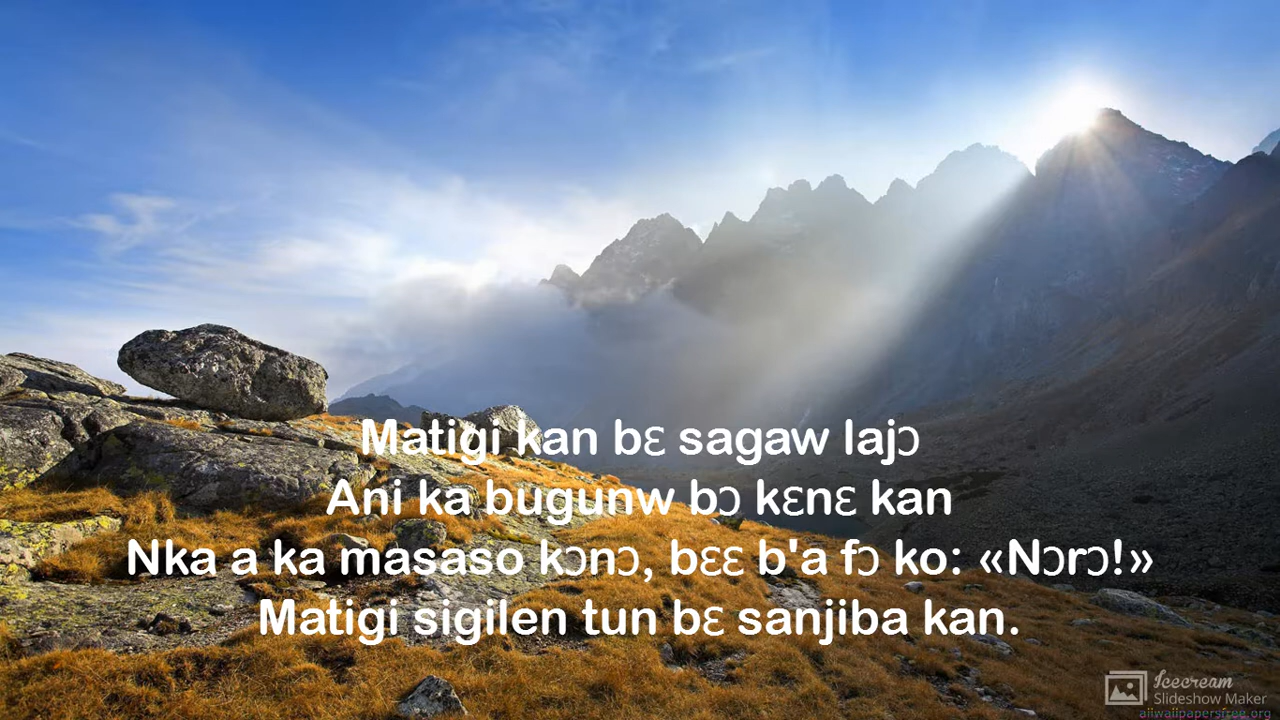 Matigi kan bɛ sagaw lajɔ
Ani ka bugunw bɔ kɛnɛ kan
Nka a ka masaso kɔnɔ, bɛɛ b'a fɔ ko: «Nɔrɔ!»
Matigi sigilen tun bɛ sanjiba kan.
Icecream
Slideshow Maker
aiiwallpapersfree.org